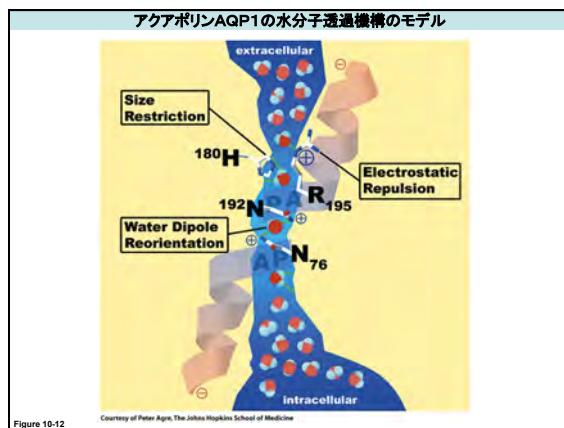 アクアポリンAQP1の水分子透過機構のモデル
extracellular
Size
Restriction
180H
Electrostatic
Repulsion
R195
192N
P A
Water Dipole
Reorientation
N76
A P
intracellular
Courtesy of Peter Agre, The Johns Hopkins School of Medicine
Figure 10-12